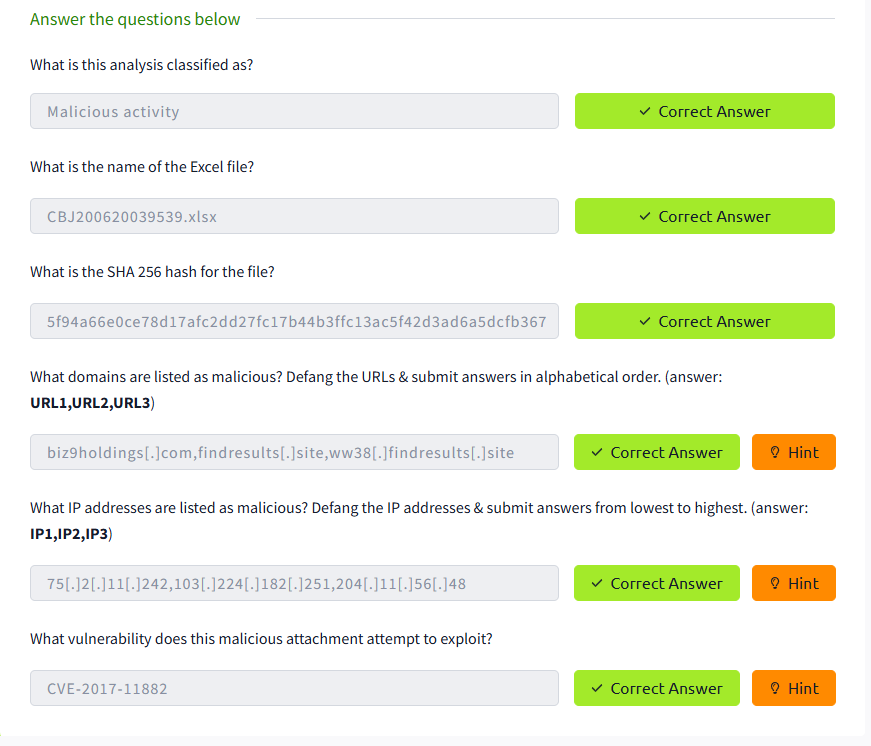 Answer the questions below
What is this analysis classified as?
Malicious activity
Correct Answer
What is the name of the Excel file?
CBJ200620039539.xlsx
Correct Answer
What is the SHA 256 hash for the file?
5f94a66e0ce78d17afc2dd27fc17b44b3ffc13ac5f42d3ad6a5dcfb367
Correct Answer
What domains are listed as malicious? Defang the URLs & submit answers in alphabetical order. (answer:
URL1,URL2,URL3)
biz9holdings[.]com,findresults[.]site,ww38[.]findresults[.]site
Correct Answer
Hint
What IP addresses are listed as malicious? Defang the IP addresses & submit answers from lowest to highest. (answer:
IP1,IP2,IP3)
75[.]2[.]11[.]242,103[.]224[.]182[.]251,204[.]11[.]56[.]48
Correct Answer
Hint
What vulnerability does this malicious attachment attempt to exploit?
CVE-2017-11882
Correct Answer
Hint